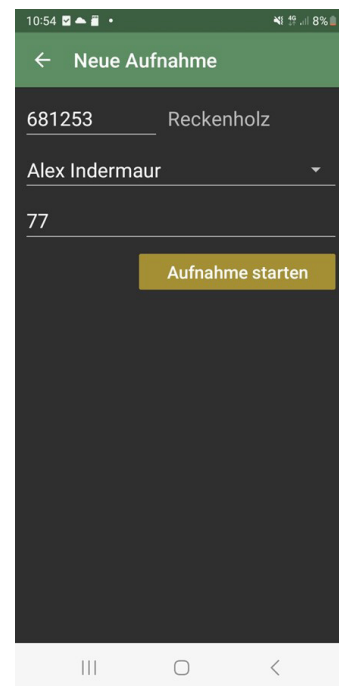 10:54 8%
Neue Aufnahme
681253 Reckenholz
Alex Indermaur
77
Aufnahme starten